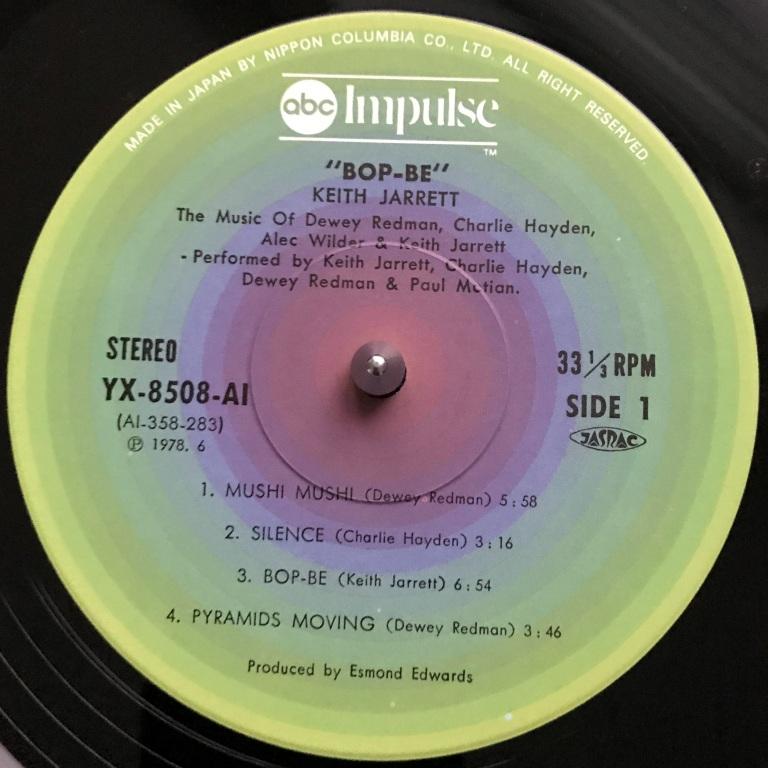 MADE IN JAPAN BY NIPPON COLUMBIA CO., LTD. ALL RIGHT RESERVED.
abc Impulse
TM
"BOP-BE"
KEITH JARRETT
The Music Of Dewey Redman, Charlie Hayden,
Alec Wilder & Keith Jarrett
- Performed by Keith Jarrett, Charlie Hayden,
Dewey Redman & Paul Motian.
STEREO
YX-8508-AI
(AI-358-283)
Ⓟ 1978. 6
33 1/3 RPM
SIDE 1
JASRAC
1. MUSHI MUSHI (Dewey Redman) 5:58
2. SILENCE (Charlie Hayden) 3:16
3. BOP-BE (Keith Jarrett) 6:54
4. PYRAMIDS MOVING (Dewey Redman) 3:46
Produced by Esmond Edwards